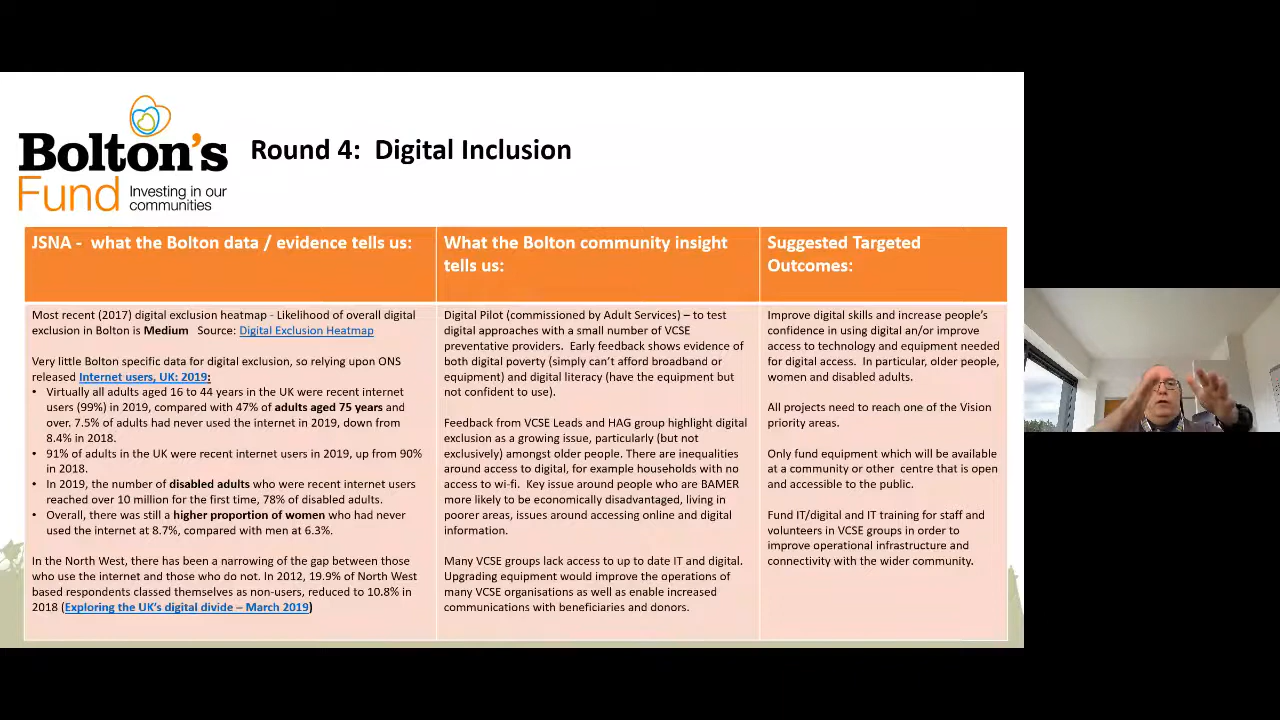 Bolton's
Fund Investing in our
communities
Round 4: Digital Inclusion
JSNA - what the Bolton data / evidence tells us:
Most recent (2017) digital exclusion heatmap - Likelihood of overall digital
exclusion in Bolton is Medium Source: Digital Exclusion Heatmap
Very little Bolton specific data for digital exclusion, so relying upon ONS
released Internet users, UK: 2019:
• Virtually all adults aged 16 to 44 years in the UK were recent internet
users (99%) in 2019, compared with 47% of adults aged 75 years and
over. 7.5% of adults had never used the internet in 2019, down from
8.4% in 2018.
• 91% of adults in the UK were recent internet users in 2019, up from 90%
in 2018.
• In 2019, the number of disabled adults who were recent internet users
reached over 10 million for the first time, 78% of disabled adults.
• Overall, there was still a higher proportion of women who had never
used the internet at 8.7%, compared with men at 6.3%.
In the North West, there has been a narrowing of the gap between those
who use the internet and those who do not. In 2012, 19.9% of North West
based respondents classed themselves as non-users, reduced to 10.8% in
2018 (Exploring the UK's digital divide – March 2019)
What the Bolton community insight
tells us:
Digital Pilot (commissioned by Adult Services) – to test
digital approaches with a small number of VCSE
preventative providers. Early feedback shows evidence of
both digital poverty (simply can't afford broadband or
equipment) and digital literacy (have the equipment but
not confident to use).
Feedback from VCSE Leads and HAG group highlight digital
exclusion as a growing issue, particularly (but not
exclusively) amongst older people. There are inequalities
around access to digital, for example households with no
access to wi-fi. Key issue around people who are BAMER
more likely to be economically disadvantaged, living in
poorer areas, issues around accessing online and digital
information.
Many VCSE groups lack access to up to date IT and digital.
Upgrading equipment would improve the operations of
many VCSE organisations as well as enable increased
communications with beneficiaries and donors.
Suggested Targeted
Outcomes:
Improve digital skills and increase people's
confidence in using digital an/or improve
access to technology and equipment needed
for digital access. In particular, older people,
women and disabled adults.
All projects need to reach one of the Vision
priority areas.
Only fund equipment which will be available
at a community or other centre that is open
and accessible to the public.
Fund IT/digital and IT training for staff and
volunteers in VCSE groups in order to
improve operational infrastructure and
connectivity with the wider community.